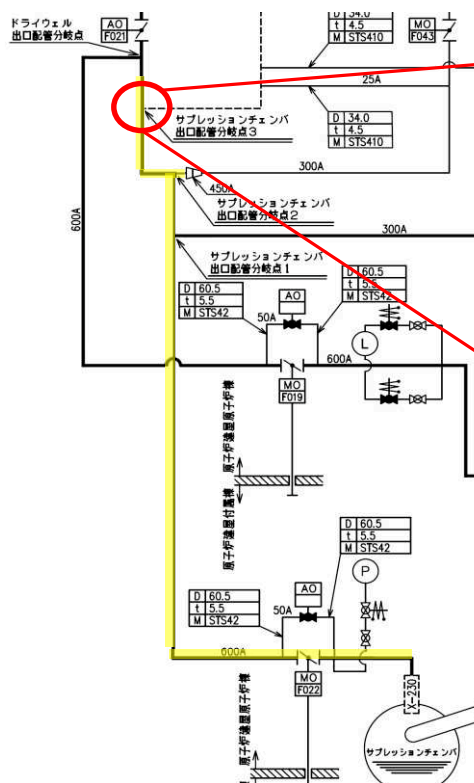 ドライウェル
出口配管分岐点
AO
F021
D 34.0
t 4.5
M STS410
MO
F043
25A
D 34.0
t 4.5
M STS410
サプレッションチェンバ
出口配管分岐点3
300A
450A
サプレッションチェンバ
出口配管分岐点2
600A
300A
サプレッションチェンバ
出口配管分岐点1
D 60.5
t 5.5
M STS42
AO
D 60.5
t 5.5
M STS42
50A
L
600A
MO
F019
原子炉建屋原子炉棟
原子炉建屋付属棟
D 60.5
t 5.5
M STS42
P
D 60.5
t 5.5
M STS42
AO
50A
600A
MO
F022
X-230
原子炉建屋原子炉棟
サプレッションチェンバ